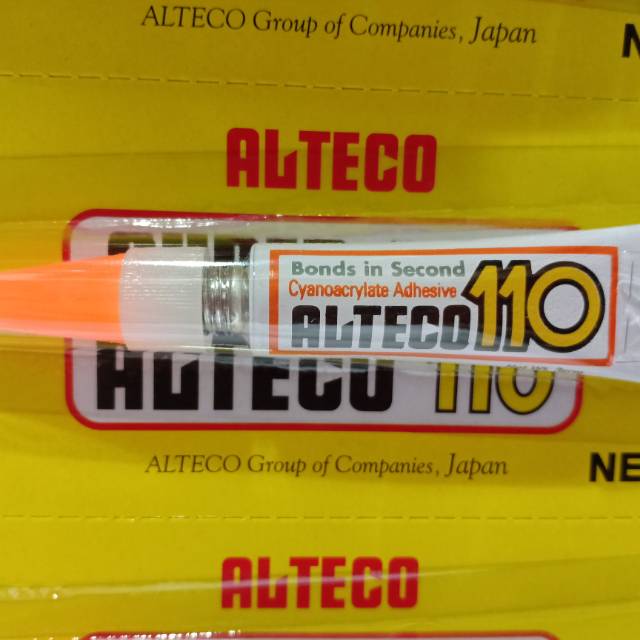 ALTECO Group of Companies, Japan
ALTECO
Bonds in Second
Cyanoacrylate Adhesive
ALTECO 110
ALTECO 110
ALTECO Group of Companies, Japan
ALTECO